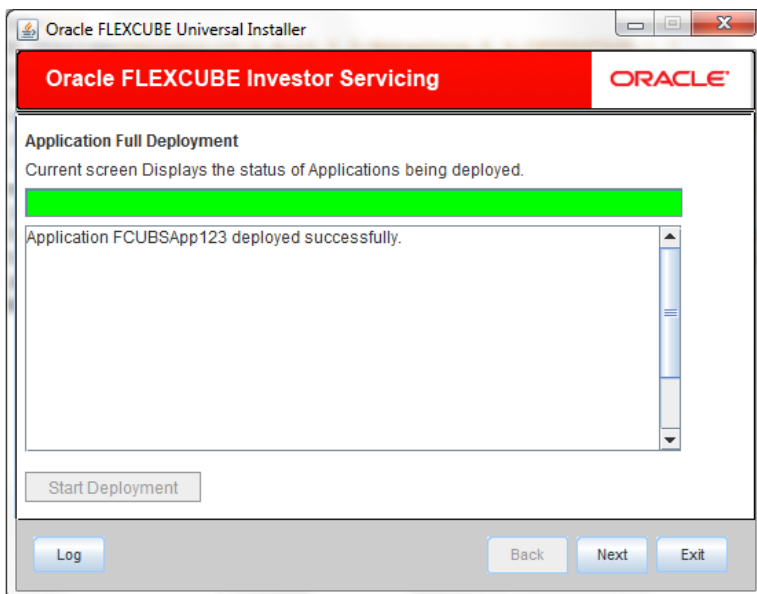 Oracle FLEXCUBE Universal Installer
Oracle FLEXCUBE Investor Servicing
ORACLE
Application Full Deployment
Current screen Displays the status of Applications being deployed.
Application FCUBSApp123 deployed successfully.
Start Deployment
Log
Back
Next
Exit